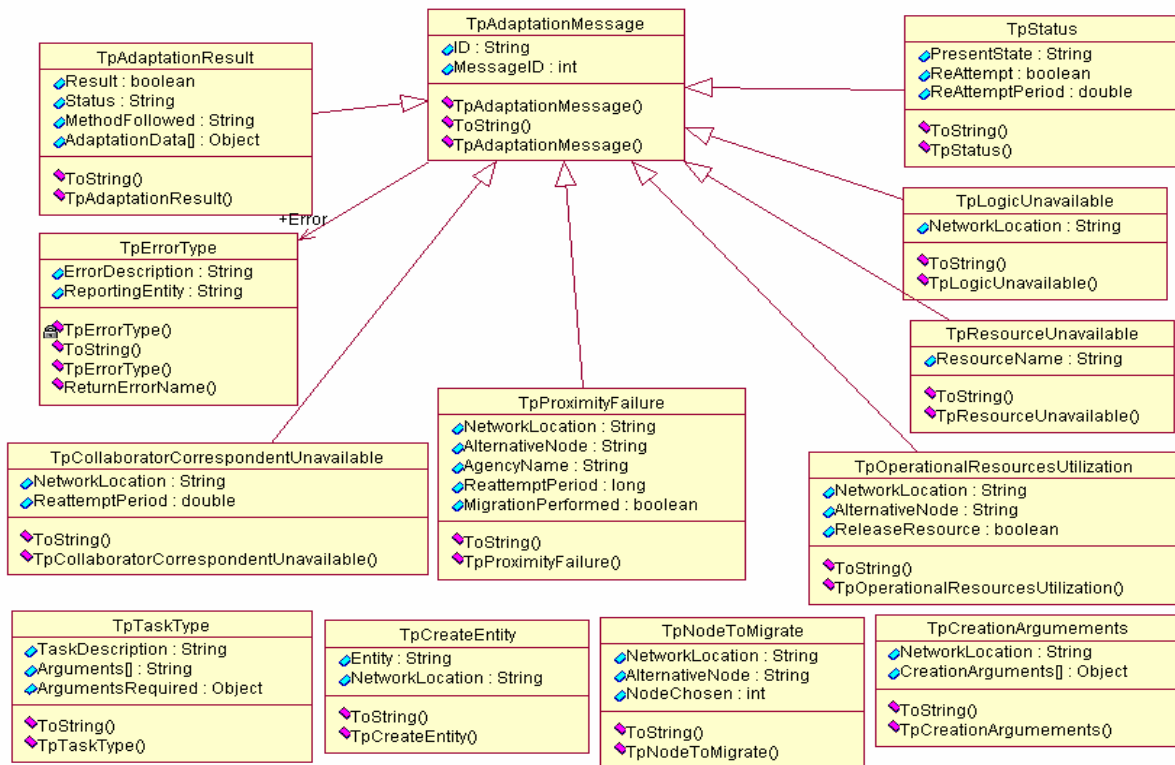 TpAdaptationMessage
ID : String
MessageID : int
TpAdaptationMessage()
ToString()
TpAdaptationMessage()
TpAdaptationResult
Result : boolean
Status : String
MethodFollowed : String
AdaptationData[] : Object
ToString()
TpAdaptationResult()
TpStatus
PresentState : String
ReAttempt : boolean
ReAttemptPeriod : double
ToString()
TpStatus()
+Error
TpErrorType
ErrorDescription : String
ReportingEntity : String
TpErrorType()
ToString()
TpErrorType()
ReturnErrorName()
TpLogicUnavailable
NetworkLocation : String
ToString()
TpLogicUnavailable()
TpResourceUnavailable
ResourceName : String
ToString()
TpResourceUnavailable()
TpCollaboratorCorrespondentUnavailable
NetworkLocation : String
ReattemptPeriod : double
ToString()
TpCollaboratorCorrespondentUnavailable()
TpProximityFailure
NetworkLocation : String
AlternativeNode : String
AgencyName : String
ReattemptPeriod : long
MigrationPerformed : boolean
ToString()
TpProximityFailure()
TpOperationalResourcesUtilization
NetworkLocation : String
AlternativeNode : String
ReleaseResource : boolean
ToString()
TpOperationalResourcesUtilization()
TpTaskType
TaskDescription : String
Arguments[] : String
ArgumentsRequired : Object
ToString()
TpTaskType()
TpCreateEntity
Entity : String
NetworkLocation : String
ToString()
TpCreateEntity()
TpNodeToMigrate
NetworkLocation : String
AlternativeNode : String
NodeChosen : int
ToString()
TpNodeToMigrate()
TpCreationArgumements
NetworkLocation : String
CreationArguments[] : Object
ToString()
TpCreationArgumements()